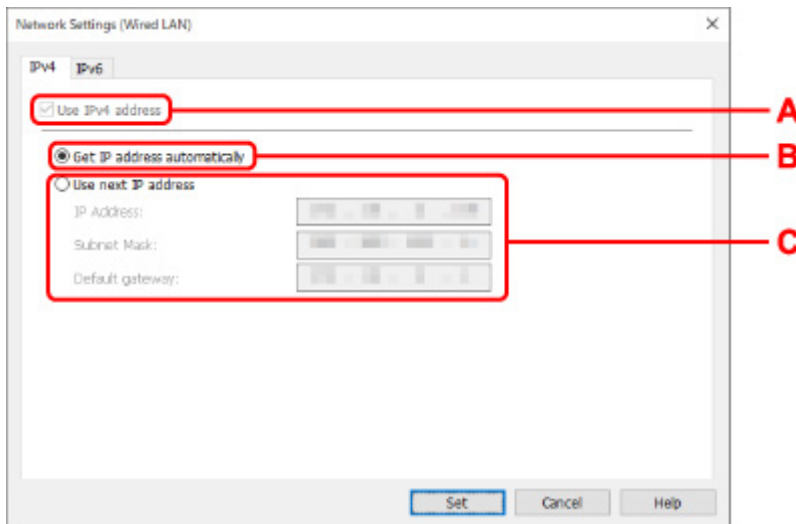 Network Settings (Wired LAN)
IPv4 IPv6
Use IPv4 address
A
Get IP address automatically
B
Use next IP address
IP Address:
Subnet Mask:
C
Default gateway:
Set Cancel Help